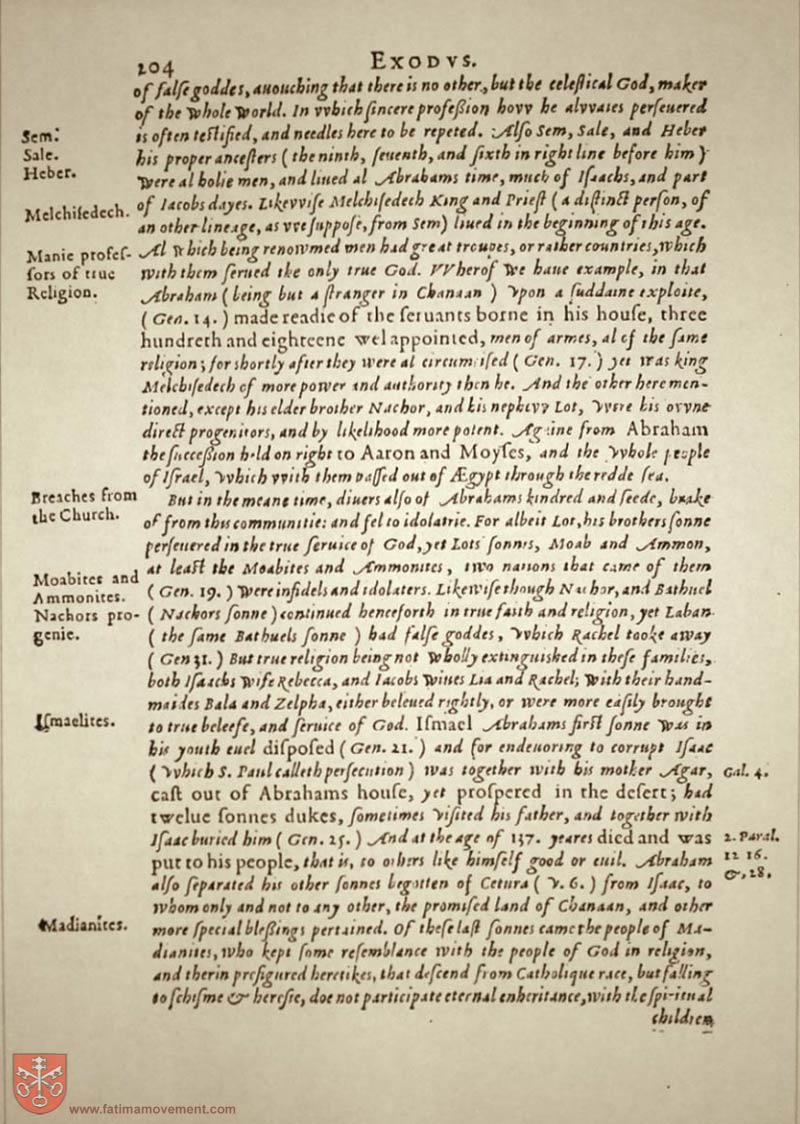 204 EXODVS.
of falſe goddes, auouching that there is no other, but the celeſtical God, maker
of the whole world. In vvhich ſincere profeſsion hovv he alvvaies perſeuered
is often teſtified, and needles here to be repeted. Alſo Sem, Sale, and Heber
his proper anceſters ( the ninth, ſeuenth, and ſixth in right line before him )
were al holie men, and liued al Abrahams time, much of Iſaachs, and part
of Iacobs dayes. Likevviſe Melchiſedech King and Prieſt ( a diſtinct perſon, of
an other lineage, as vve ſuppoſe, from Sem) liued in the beginning of this age.
Al which being renowmed men had great troupes, or rather countries, which
with them ſerued the only true God. VVherof we haue example, in that
Abraham ( being but a ſtranger in Chanaan ) vpon a ſuddaine exploite,
( Gen. 14. ) made readie of the ſeruants borne in his houſe, three
hundreth and eighteene wel appointed, men of armes, al of the ſame
religion; for ſhortly after they were al circumciſed ( Gen. 17. ) yet was king
Melchiſedech of more power and authority then he. And the other here men-
tioned, except his elder brother Nachor, and his nephevv Lot, vvere his ovvne
direct progenitors, and by likelihood more potent. Againe from Abraham
the ſucceſsion held on right to Aaron and Moyſes, and the vvhole people
of Iſrael, vvhich vvith them paſſed out of Ægypt through the redde ſea.
But in the meane time, diuers alſo of Abrahams kindred and ſeede, brake
of from this communitie: and fel to idolatrie. For albeit Lot, his brothers ſonne
perſeuered in the true ſeruice of God, yet Lots ſonnes, Moab and Ammon,
at leaſt the Moabites and Ammonites, two nations that came of them
( Gen. 19. ) were infidels and idolaters. Likewiſe though Nachor, and Bathuel
( Nachors ſonne ) continued henceforth in true faith and religion, yet Laban
( the ſame Bathuels ſonne ) had falſe goddes, vvhich Rachel tooke away
( Gen 31. ) But true religion being not wholly extinguished in theſe families,
both Iſaachs wife Rebecca, and Iacobs wiues Lia and Rachel; with their hand-
maides Bala and Zelpha, either beleued rightly, or were more eaſily brought
to true beleefe, and ſeruice of God. Iſmael Abrahams firſt ſonne was in
his youth euel diſpoſed ( Gen. 21. ) and for endeuoring to corrupt Iſaac
( vvhich S. Paul calleth perſecution ) was together with his mother Agar,
caſt out of Abrahams houſe, yet proſpered in the deſert; had
twelue ſonnes dukes, ſometimes viſited his father, and together with
Iſaac buried him ( Gen. 25. ) And at the age of 137. yeares died and was
put to his people, that is, to others like himſelf good or euil. Abraham
alſo ſeparated his other ſonnes begotten of Cetura ( v. 6. ) from Iſaac, to
whom only and not to any other, the promiſed land of Chanaan, and other
more ſpecial bleſsings pertained. Of theſe laſt ſonnes came the people of Ma-
dianites, who kept ſome reſemblance with the people of God in religion,
and therin prefigured heretikes, that deſcend from Catholique race, but falling
to ſchiſme & hereſie, doe not participate eternal enheritance, with the ſpiritual
children
Sem.
Sale.
Heber.
Melchiſedech.
Manie profeſ-
ſors of true
Religion.
Breaches from
the Church.
Moabites and
Ammonites.
Nachors pro-
genie.
Iſmaelites.
Madianites.
Gal. 4.
2. Paral.
12 16.
&, 28,
www.fatimamovement.com